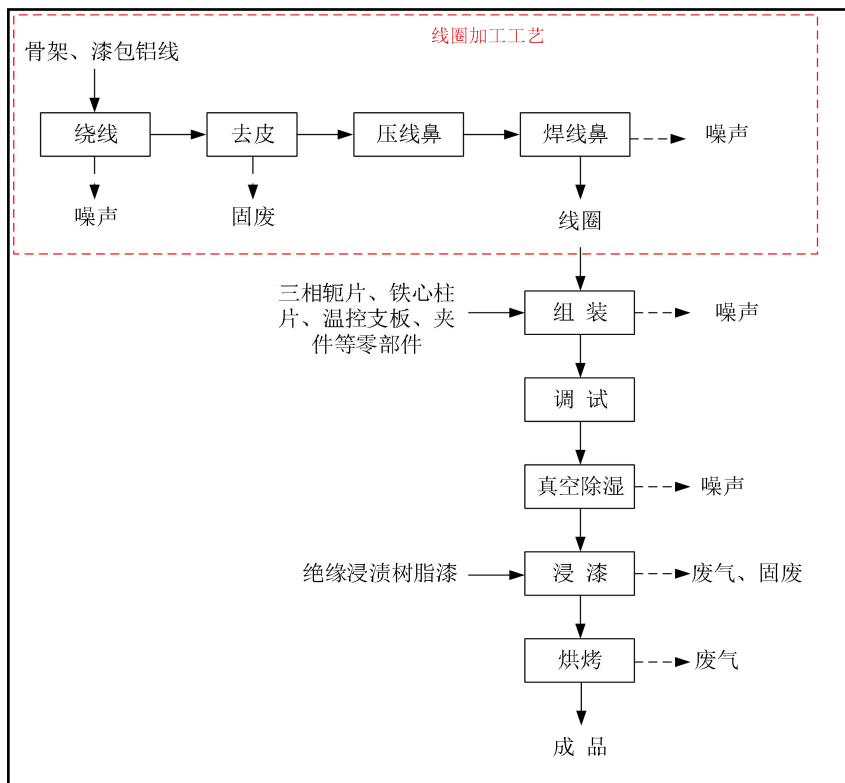 线圈加工工艺
骨架、漆包铝线
绕线
去皮
压线鼻
焊线鼻
噪声
噪声
固废
线圈
三相轭片、铁心柱
片、温控支板、夹
件等零部件
组 装
噪声
调 试
真空除湿
噪声
绝缘浸渍树脂漆
浸 漆
废气、固废
烘烤
废气
成 品